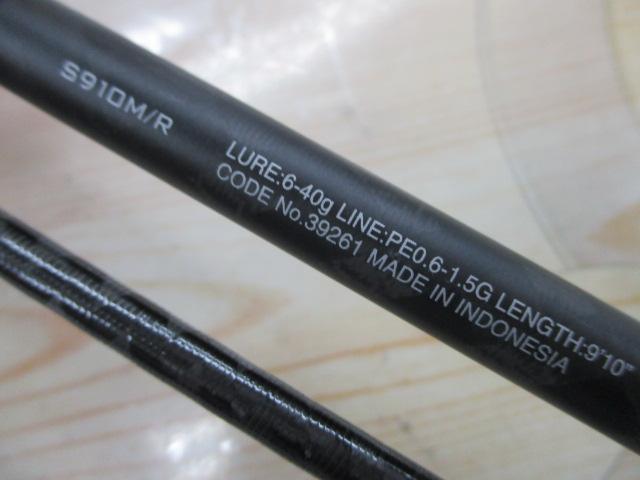 S910M/R
LURE:6-40g LINE:PE0.6-1.5G LENGTH:9"10"
CODE No.39261 MADE IN INDONESIA